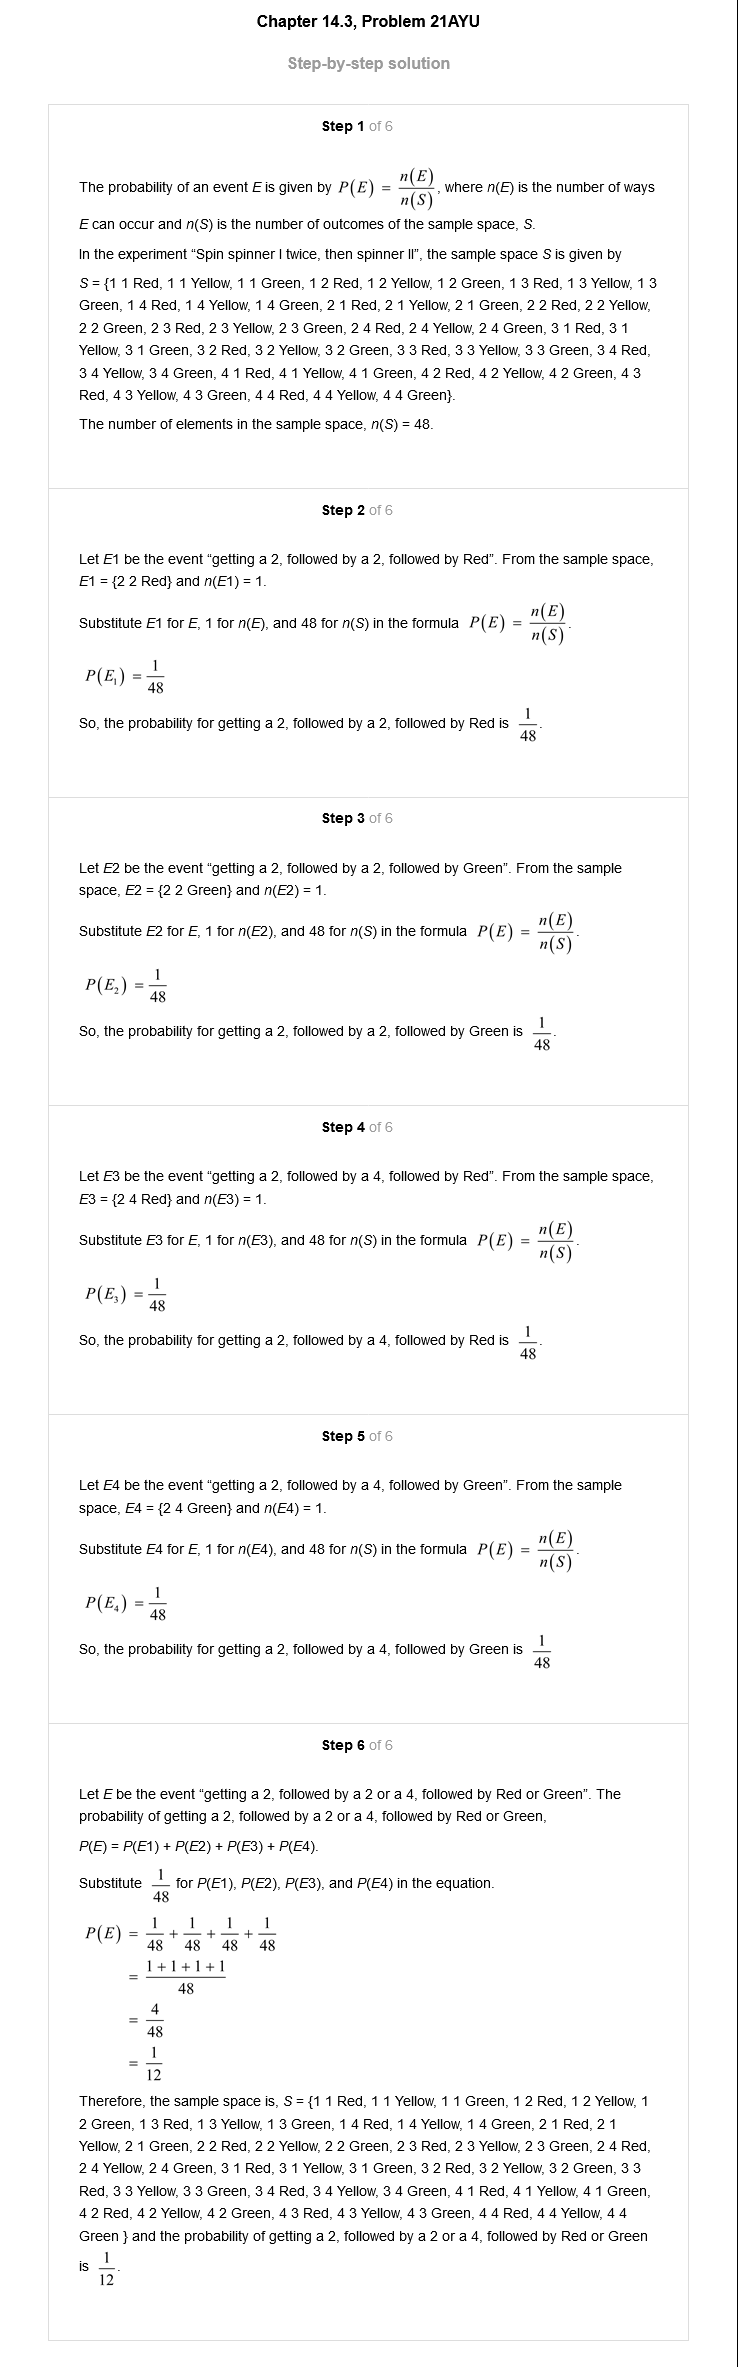 Chapter 14.3, Problem 21AYU
Step-by-step solution
Step 1 of 6
The probability of an event E is given by P(E) = n(E)/n(S), where n(E) is the number of ways
E can occur and n(S) is the number of outcomes of the sample space, S.
In the experiment “Spin spinner I twice, then spinner II”, the sample space S is given by
S = {1 1 Red, 1 1 Yellow, 1 1 Green, 1 2 Red, 1 2 Yellow, 1 2 Green, 1 3 Red, 1 3 Yellow, 1 3
Green, 1 4 Red, 1 4 Yellow, 1 4 Green, 2 1 Red, 2 1 Yellow, 2 1 Green, 2 2 Red, 2 2 Yellow,
2 2 Green, 2 3 Red, 2 3 Yellow, 2 3 Green, 2 4 Red, 2 4 Yellow, 2 4 Green, 3 1 Red, 3 1
Yellow, 3 1 Green, 3 2 Red, 3 2 Yellow, 3 2 Green, 3 3 Red, 3 3 Yellow, 3 3 Green, 3 4 Red,
3 4 Yellow, 3 4 Green, 4 1 Red, 4 1 Yellow, 4 1 Green, 4 2 Red, 4 2 Yellow, 4 2 Green, 4 3
Red, 4 3 Yellow, 4 3 Green, 4 4 Red, 4 4 Yellow, 4 4 Green}.
The number of elements in the sample space, n(S) = 48.
Step 2 of 6
Let E1 be the event “getting a 2, followed by a 2, followed by Red”. From the sample space,
E1 = {2 2 Red} and n(E1) = 1.
Substitute E1 for E, 1 for n(E), and 48 for n(S) in the formula P(E) = n(E)/n(S).
P(E₁) = 1/48
So, the probability for getting a 2, followed by a 2, followed by Red is 1/48.
Step 3 of 6
Let E2 be the event “getting a 2, followed by a 2, followed by Green”. From the sample
space, E2 = {2 2 Green} and n(E2) = 1.
Substitute E2 for E, 1 for n(E2), and 48 for n(S) in the formula P(E) = n(E)/n(S).
P(E₂) = 1/48
So, the probability for getting a 2, followed by a 2, followed by Green is 1/48.
Step 4 of 6
Let E3 be the event “getting a 2, followed by a 4, followed by Red”. From the sample space,
E3 = {2 4 Red} and n(E3) = 1.
Substitute E3 for E, 1 for n(E3), and 48 for n(S) in the formula P(E) = n(E)/n(S).
P(E₃) = 1/48
So, the probability for getting a 2, followed by a 4, followed by Red is 1/48.
Step 5 of 6
Let E4 be the event “getting a 2, followed by a 4, followed by Green”. From the sample
space, E4 = {2 4 Green} and n(E4) = 1.
Substitute E4 for E, 1 for n(E4), and 48 for n(S) in the formula P(E) = n(E)/n(S).
P(E₄) = 1/48
So, the probability for getting a 2, followed by a 4, followed by Green is 1/48
Step 6 of 6
Let E be the event “getting a 2, followed by a 2 or a 4, followed by Red or Green”. The
probability of getting a 2, followed by a 2 or a 4, followed by Red or Green,
P(E) = P(E1) + P(E2) + P(E3) + P(E4).
Substitute 1/48 for P(E1), P(E2), P(E3), and P(E4) in the equation.
P(E) = 1/48 + 1/48 + 1/48 + 1/48
= (1+1+1+1)/48
= 4/48
= 1/12
Therefore, the sample space is, S = {1 1 Red, 1 1 Yellow, 1 1 Green, 1 2 Red, 1 2 Yellow, 1
2 Green, 1 3 Red, 1 3 Yellow, 1 3 Green, 1 4 Red, 1 4 Yellow, 1 4 Green, 2 1 Red, 2 1
Yellow, 2 1 Green, 2 2 Red, 2 2 Yellow, 2 2 Green, 2 3 Red, 2 3 Yellow, 2 3 Green, 2 4 Red,
2 4 Yellow, 2 4 Green, 3 1 Red, 3 1 Yellow, 3 1 Green, 3 2 Red, 3 2 Yellow, 3 2 Green, 3 3
Red, 3 3 Yellow, 3 3 Green, 3 4 Red, 3 4 Yellow, 3 4 Green, 4 1 Red, 4 1 Yellow, 4 1 Green,
4 2 Red, 4 2 Yellow, 4 2 Green, 4 3 Red, 4 3 Yellow, 4 3 Green, 4 4 Red, 4 4 Yellow, 4 4
Green } and the probability of getting a 2, followed by a 2 or a 4, followed by Red or Green
is 1/12.